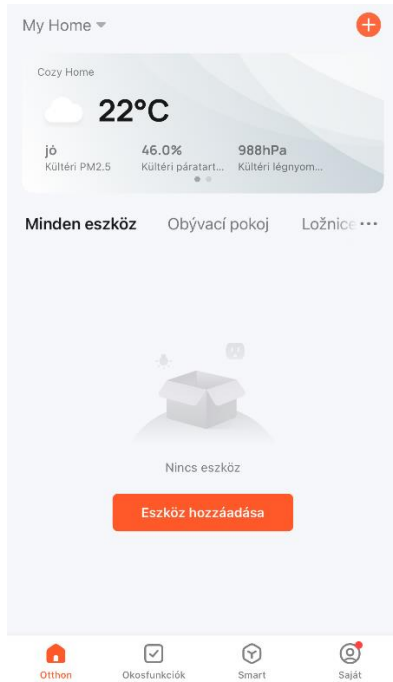 My Home
Cozy Home
22°C
jó 46.0% 988hPa
Kültéri PM2.5 Kültéri páratart... Kültéri légnyom...
Minden eszköz Obývací pokoj Ložnice ...
Nincs eszköz
Eszköz hozzáadása
Otthon Okosfunkciók Smart Saját